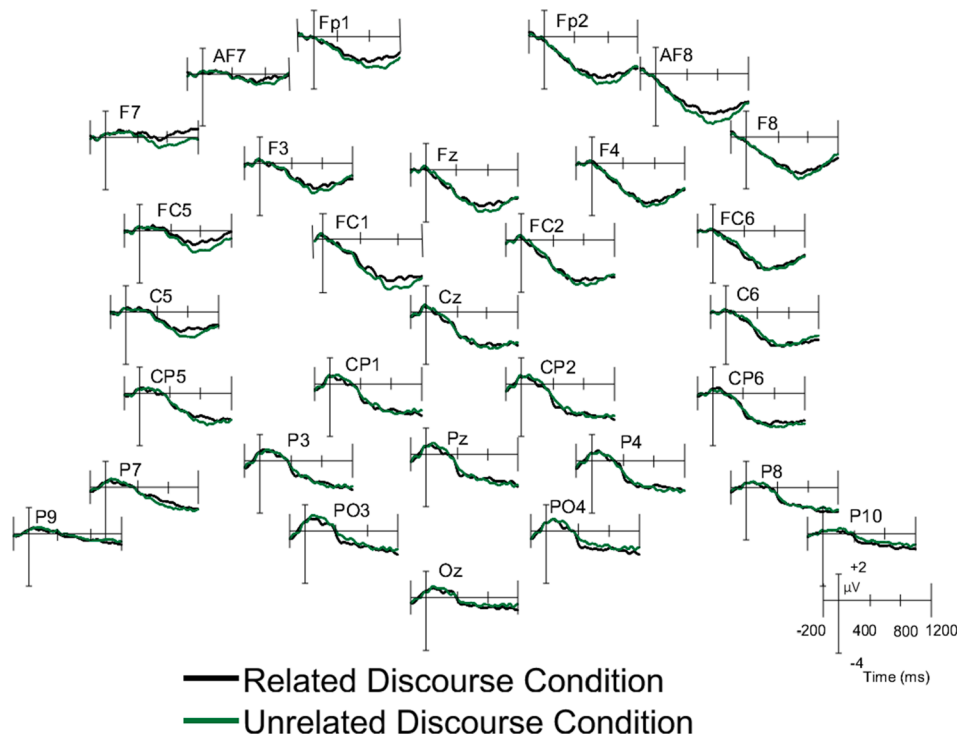 Fp1
Fp2
AF7
AF8
F7
F8
F3
Fz
F4
FC5
FC1
FC2
FC6
C5
Cz
C6
CP5
CP1
CP2
CP6
P3
Pz
P4
P7
P8
P9
PO3
PO4
P10
Oz
+2
µV
-200 400 800 1200
-4
Time (ms)
Related Discourse Condition
Unrelated Discourse Condition